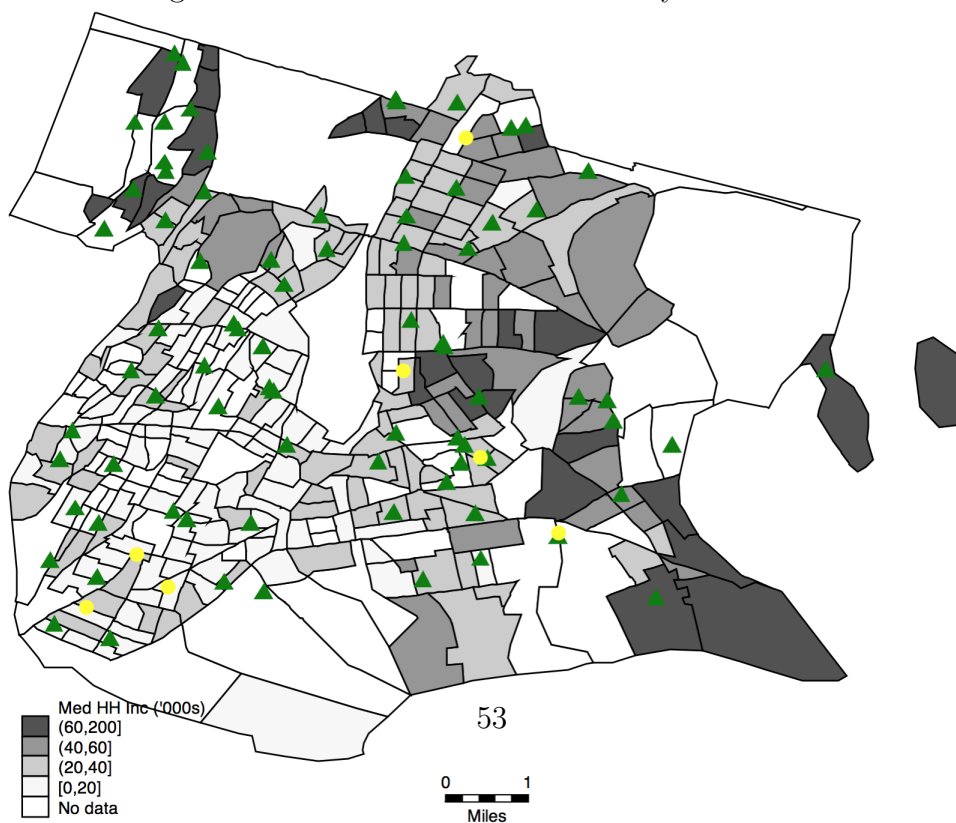 Med HH Inc ('000s)
(60,200]
(40,60]
(20,40]
[0,20]
No data
53
0 1
Miles